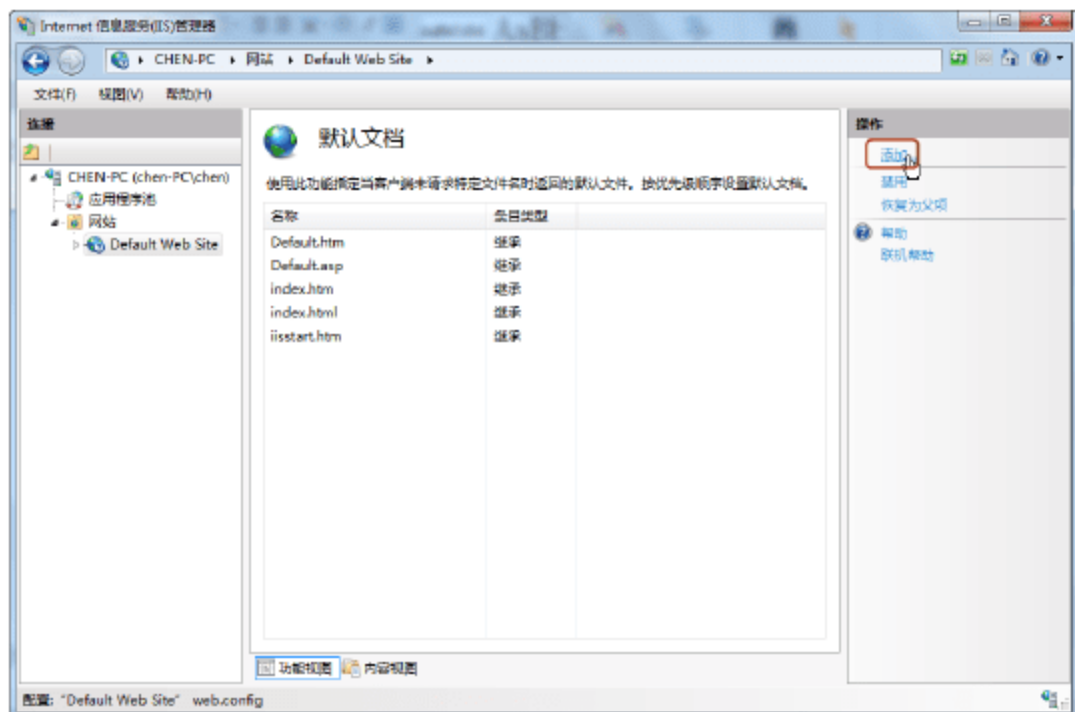 Internet 信息服务(IIS)管理器
CHEN-PC 网站 Default Web Site
文件(F) 视图(V) 帮助(H)
连接
CHEN-PC (chen-PC\chen)
应用程序池
网站
Default Web Site
默认文档
使用此功能指定当客户端未请求特定文件名时返回的默认文件。按优先级顺序设置默认文档。
名称 条目类型
Default.htm 继承
Default.asp 继承
index.htm 继承
index.html 继承
iisstart.htm 继承
功能视图 内容视图
操作
添加...
禁用
恢复为父项
帮助
联机帮助
配置: "Default Web Site" web.config